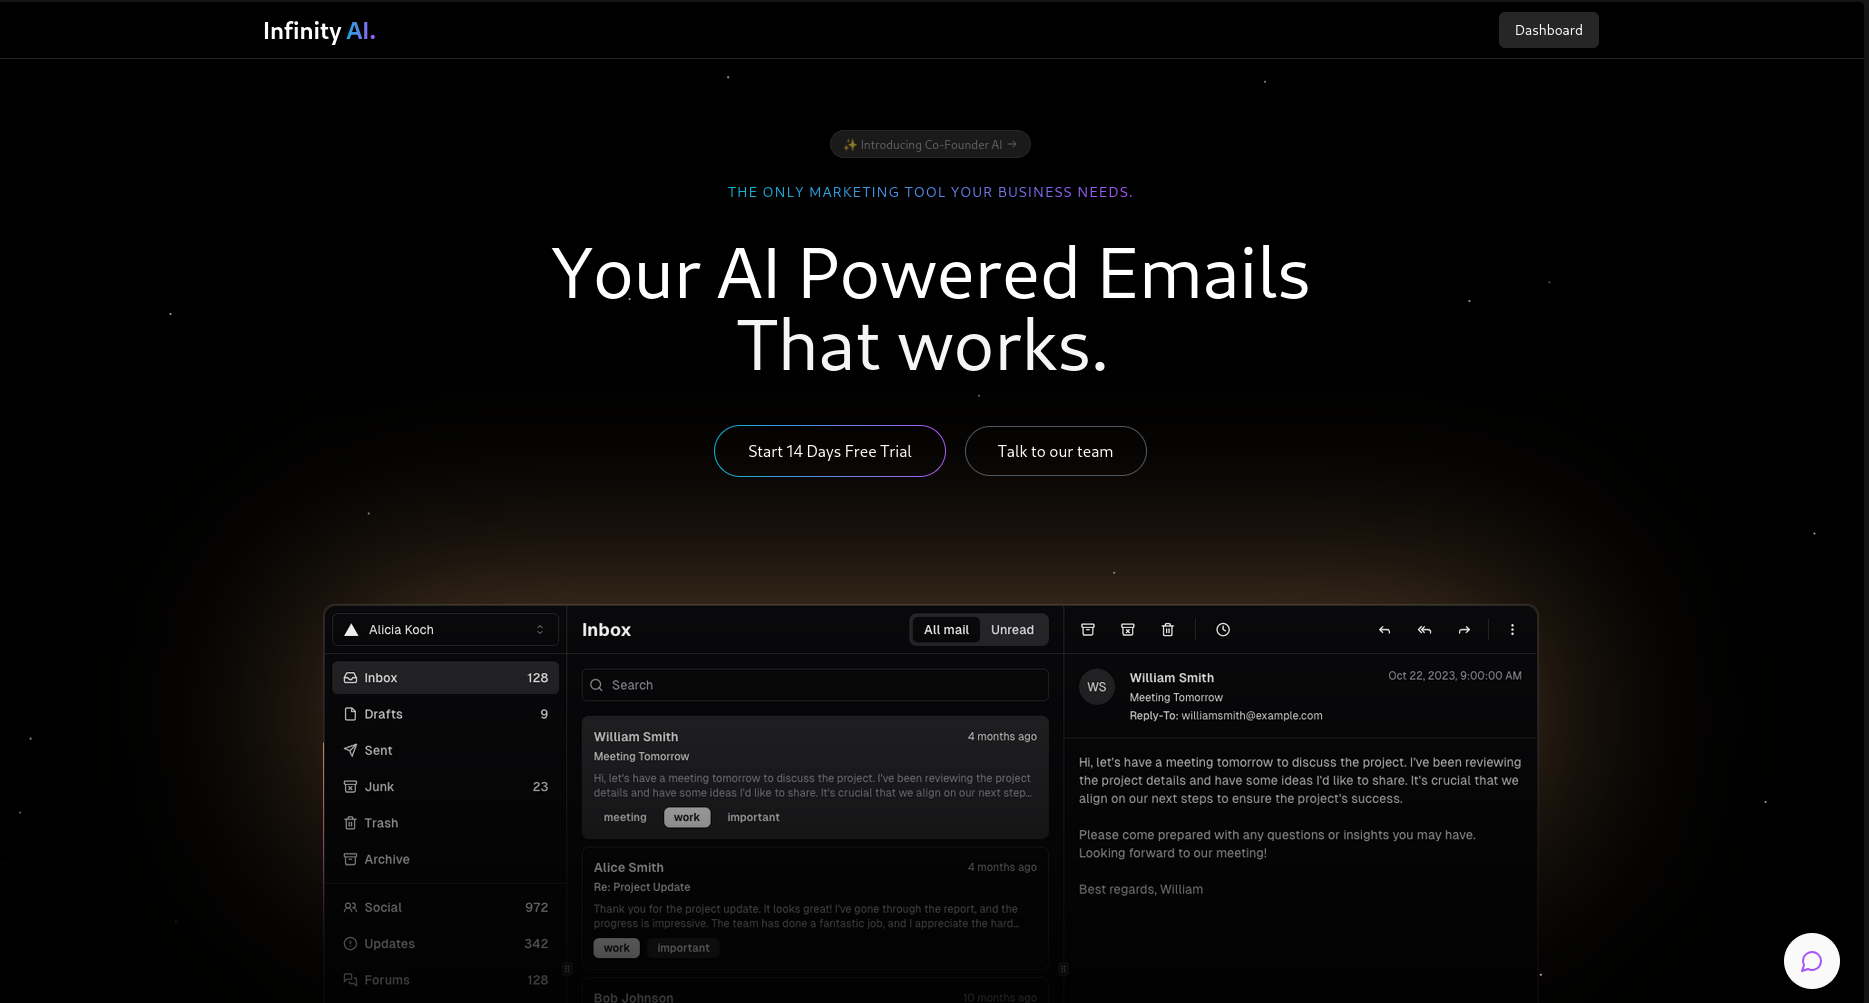 Infinity AI.
Dashboard
✨ Introducing Co-Founder AI →
THE ONLY MARKETING TOOL YOUR BUSINESS NEEDS.
Your AI Powered Emails
That works.
Start 14 Days Free Trial
Talk to our team
Alicia Koch
Inbox 128
Drafts 9
Sent
Junk 23
Trash
Archive
Social 972
Updates 342
Forums 128
Inbox
All mail Unread
Search
William Smith 4 months ago
Meeting Tomorrow
Hi, let's have a meeting tomorrow to discuss the project. I've been reviewing the project
details and have some ideas I'd like to share. It's crucial that we align on our next step...
meeting work important
Alice Smith 4 months ago
Re: Project Update
Thank you for the project update. It looks great! I've gone through the report, and the
progress is impressive. The team has done a fantastic job, and I appreciate the hard...
work important
Bob Johnson 10 months ago
WS
William Smith Oct 22, 2023, 9:00:00 AM
Meeting Tomorrow
Reply-To: williamsmith@example.com
Hi, let's have a meeting tomorrow to discuss the project. I've been reviewing
the project details and have some ideas I'd like to share. It's crucial that we
align on our next steps to ensure the project's success.
Please come prepared with any questions or insights you may have.
Looking forward to our meeting!
Best regards, William